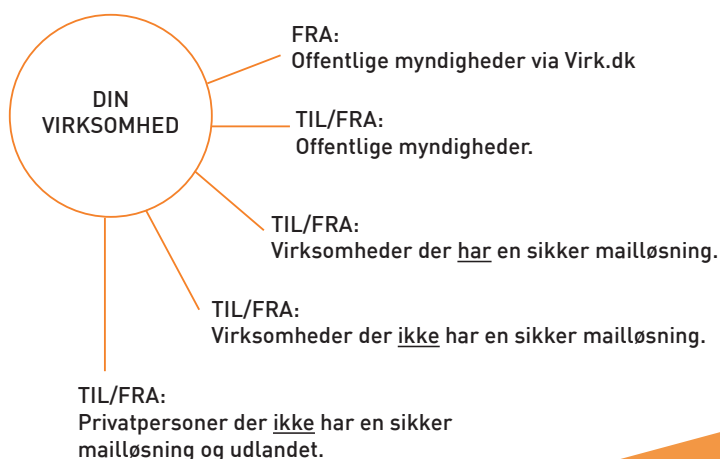 FRA:
Offentlige myndigheder via Virk.dk
DIN
VIRKSOMHED
TIL/FRA:
Offentlige myndigheder.
TIL/FRA:
Virksomheder der har en sikker mailløsning.
TIL/FRA:
Virksomheder der ikke har en sikker mailløsning.
TIL/FRA:
Privatpersoner der ikke har en sikker
mailløsning og udlandet.